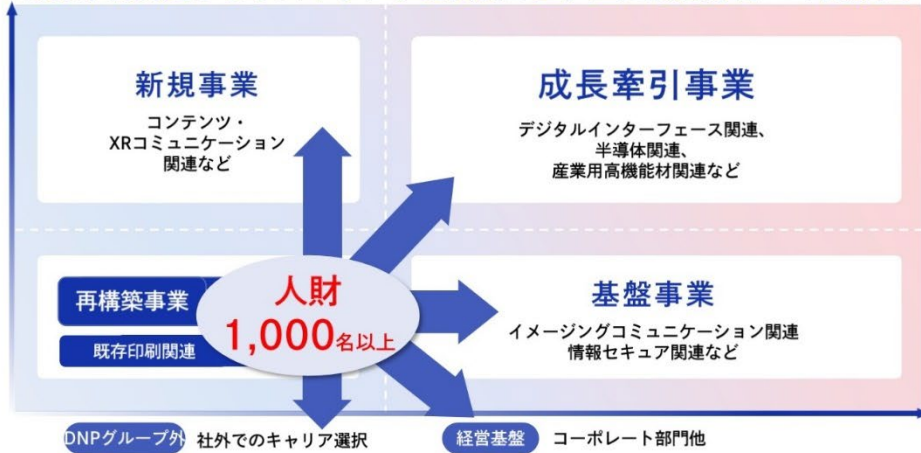 新規事業
コンテンツ・
XRコミュニケーション
関連など
成長牽引事業
デジタルインターフェース関連、
半導体関連、
産業用高機能材関連など
再構築事業
既存印刷関連
人財
1,000名以上
基盤事業
イメージングコミュニケーション関連
情報セキュア関連など
DNPグループ外 社外でのキャリア選択
経営基盤 コーポレート部門他